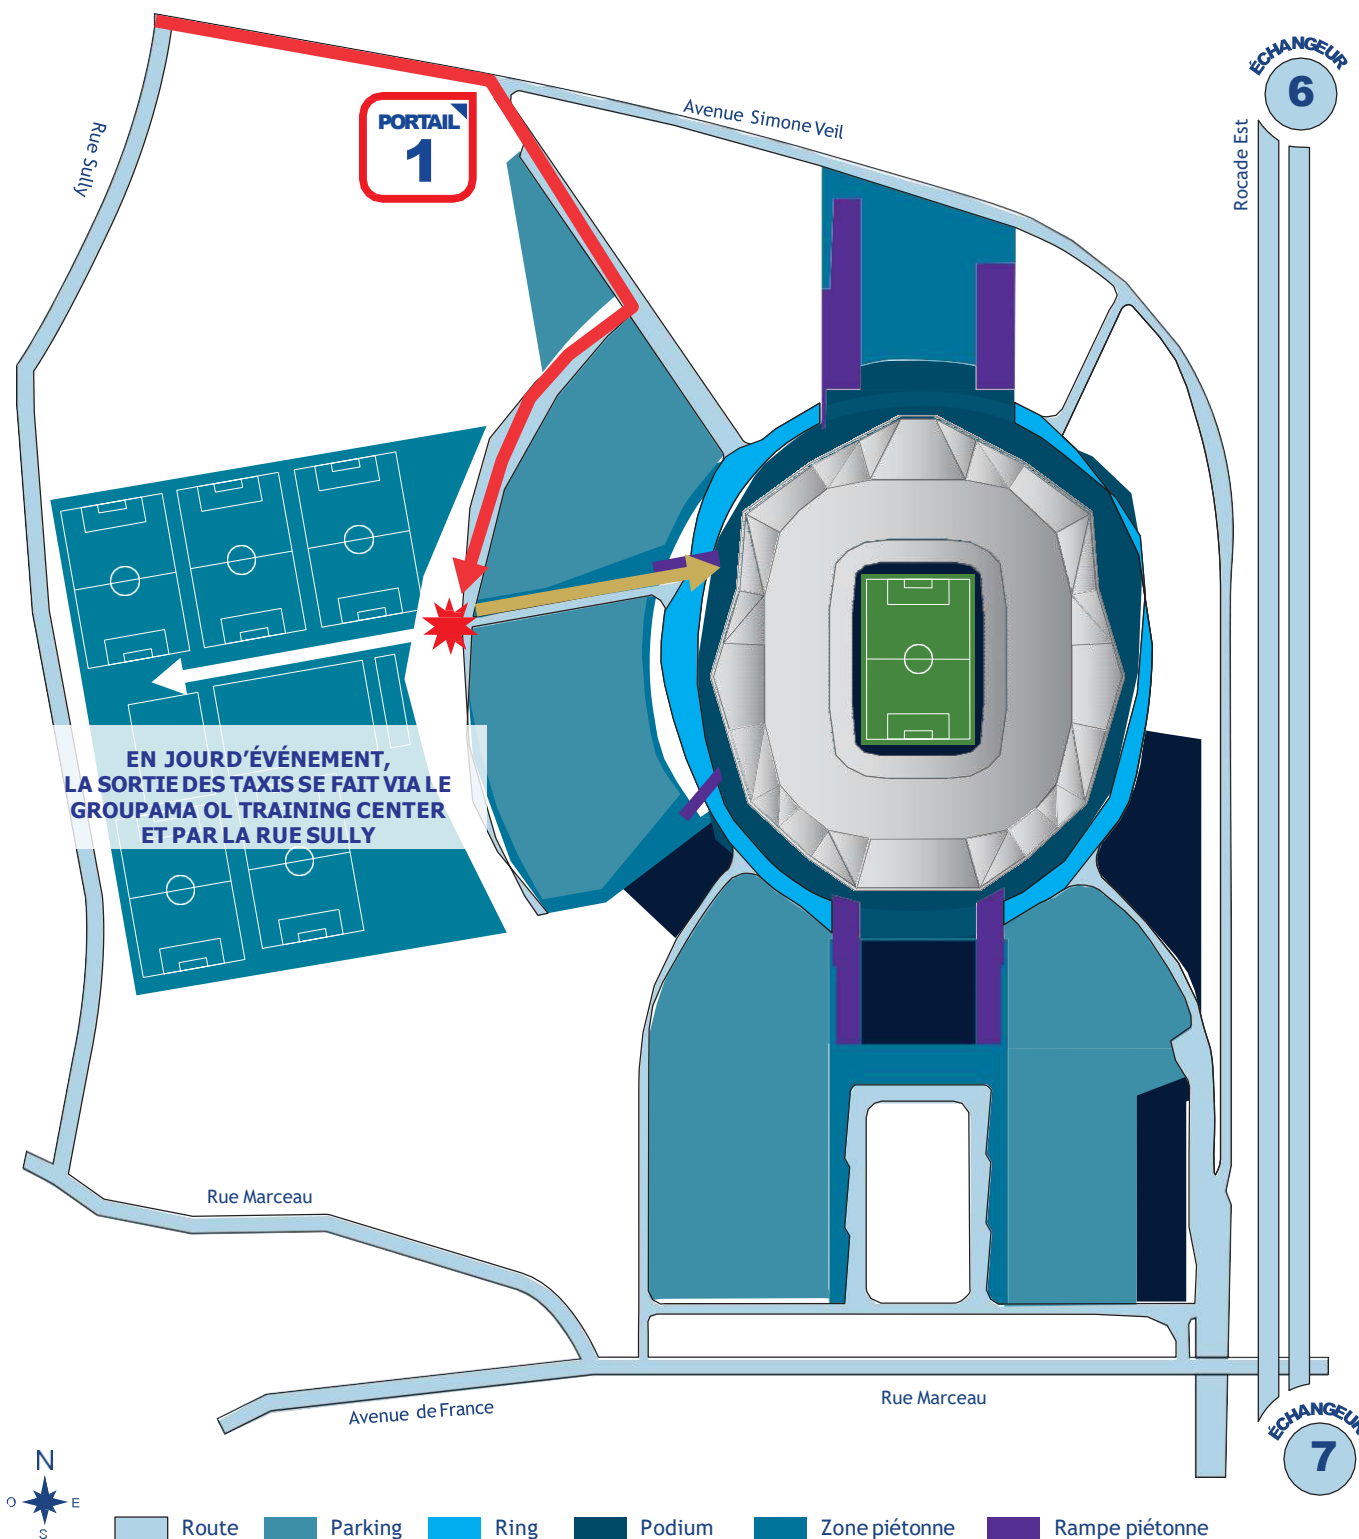 ÉCHANGEUR
6
PORTAIL
1
Avenue Simone Veil
Rue Sully
Rocade Est
EN JOUR D'ÉVÉNEMENT,
LA SORTIE DES TAXIS SE FAIT VIA LE
GROUPAMA OL TRAINING CENTER
ET PAR LA RUE SULLY
Rue Marceau
Rue Marceau
Avenue de France
ÉCHANGEUR
7
N
O E
S
Route Parking Ring Podium Zone piétonne Rampe piétonne